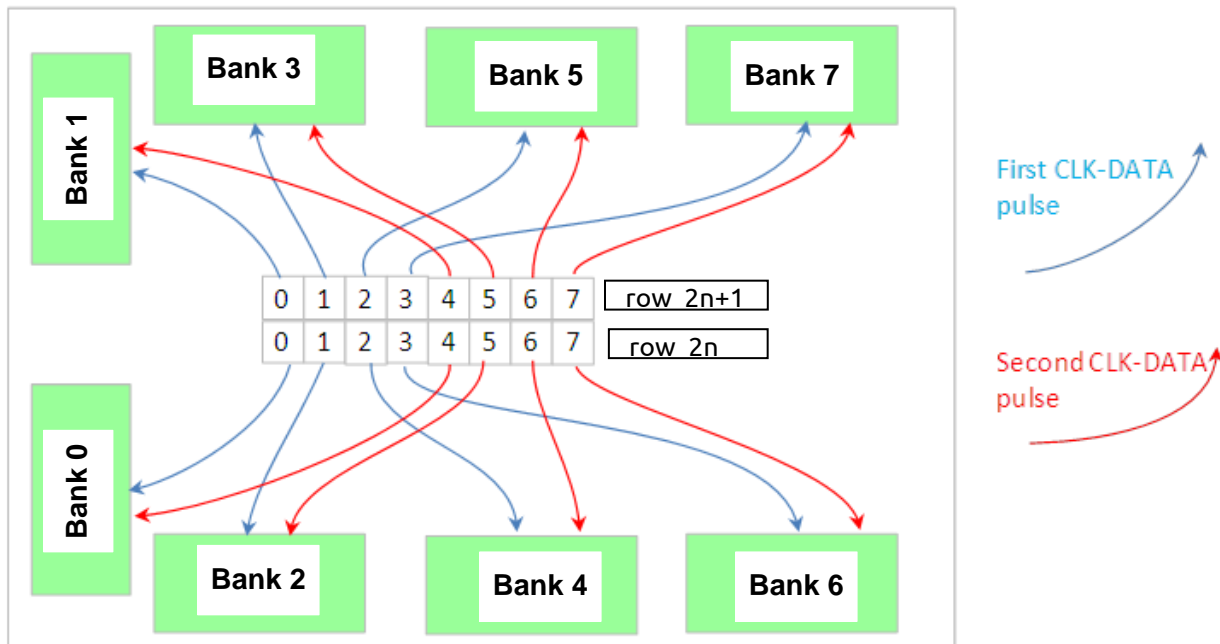 Bank 3
Bank 5
Bank 7
Bank 1
First CLK-DATA
pulse
0 1 2 3 4 5 6 7 row 2n+1
0 1 2 3 4 5 6 7 row 2n
Second CLK-DATA
pulse
Bank 0
Bank 2
Bank 4
Bank 6